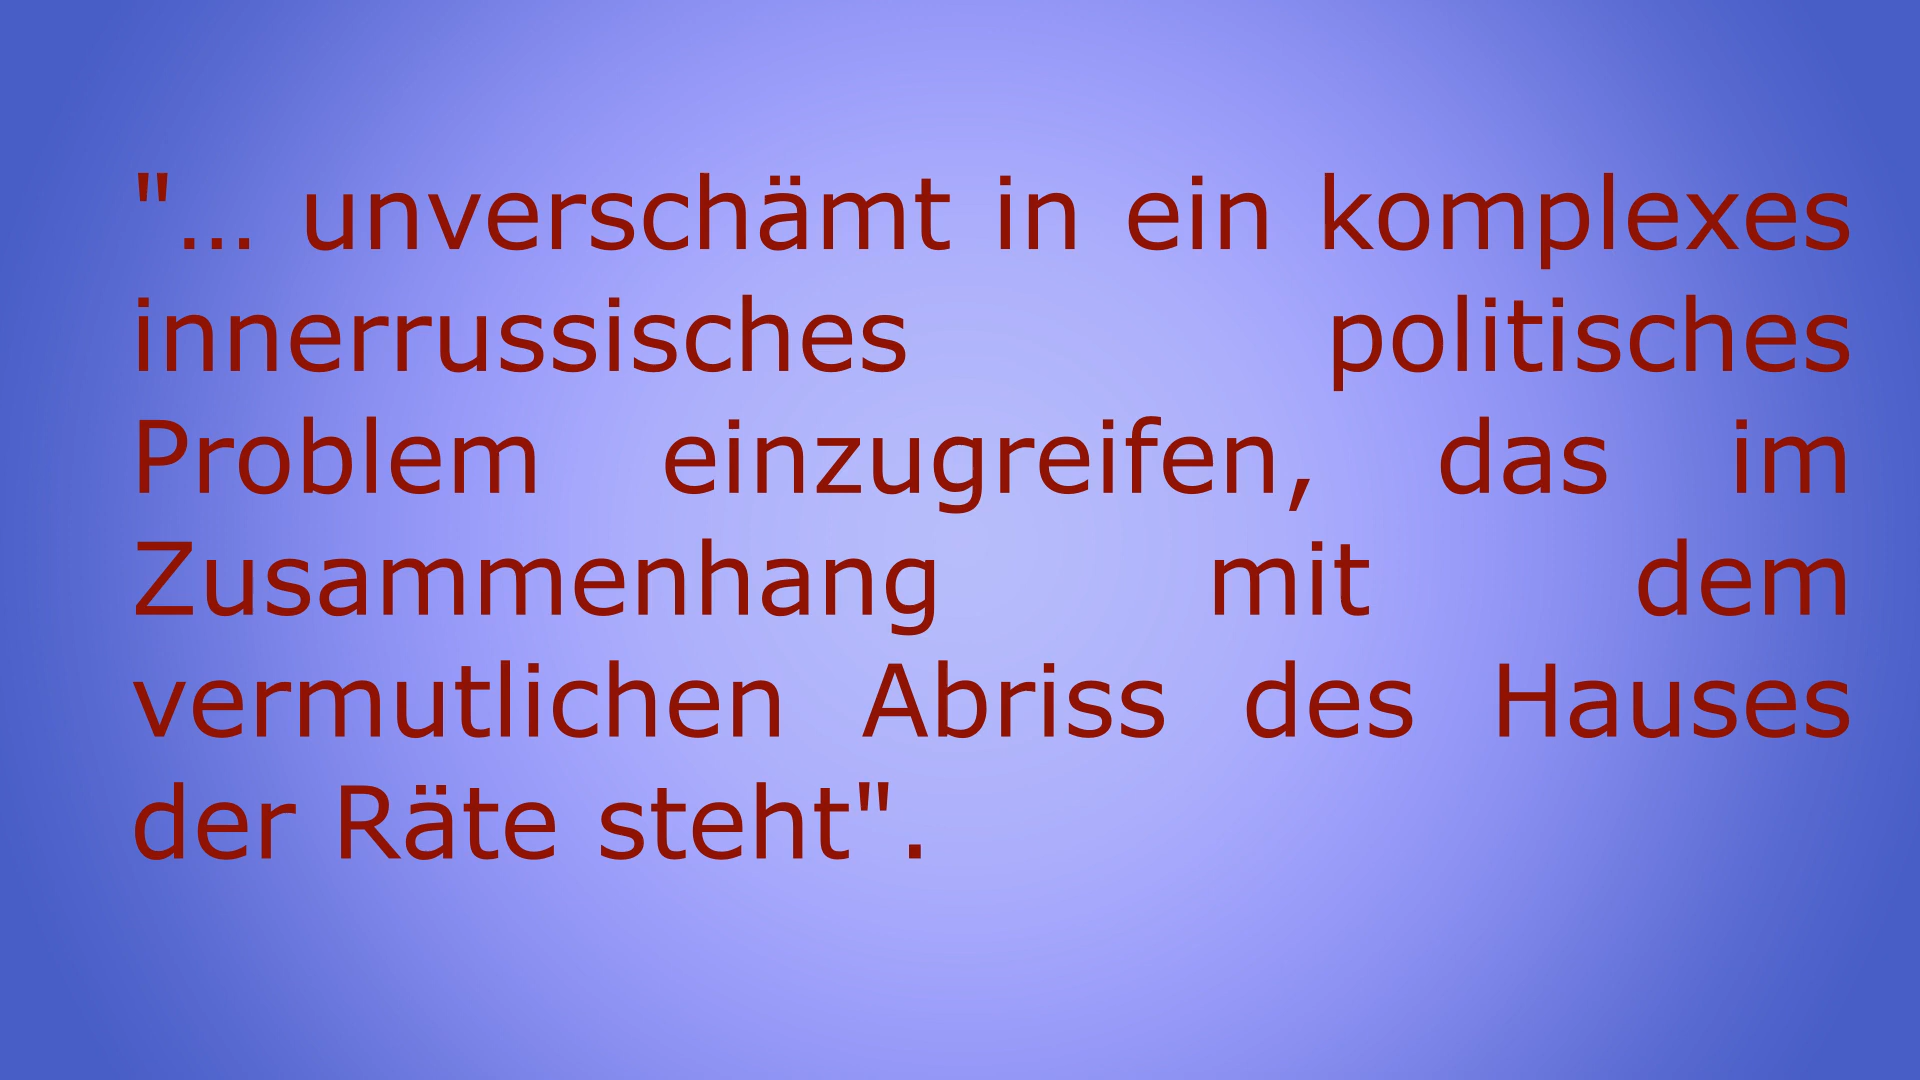 "… unverschämt in ein komplexes
innerrussisches politisches
Problem einzugreifen, das im
Zusammenhang mit dem
vermutlichen Abriss des Hauses
der Räte steht".